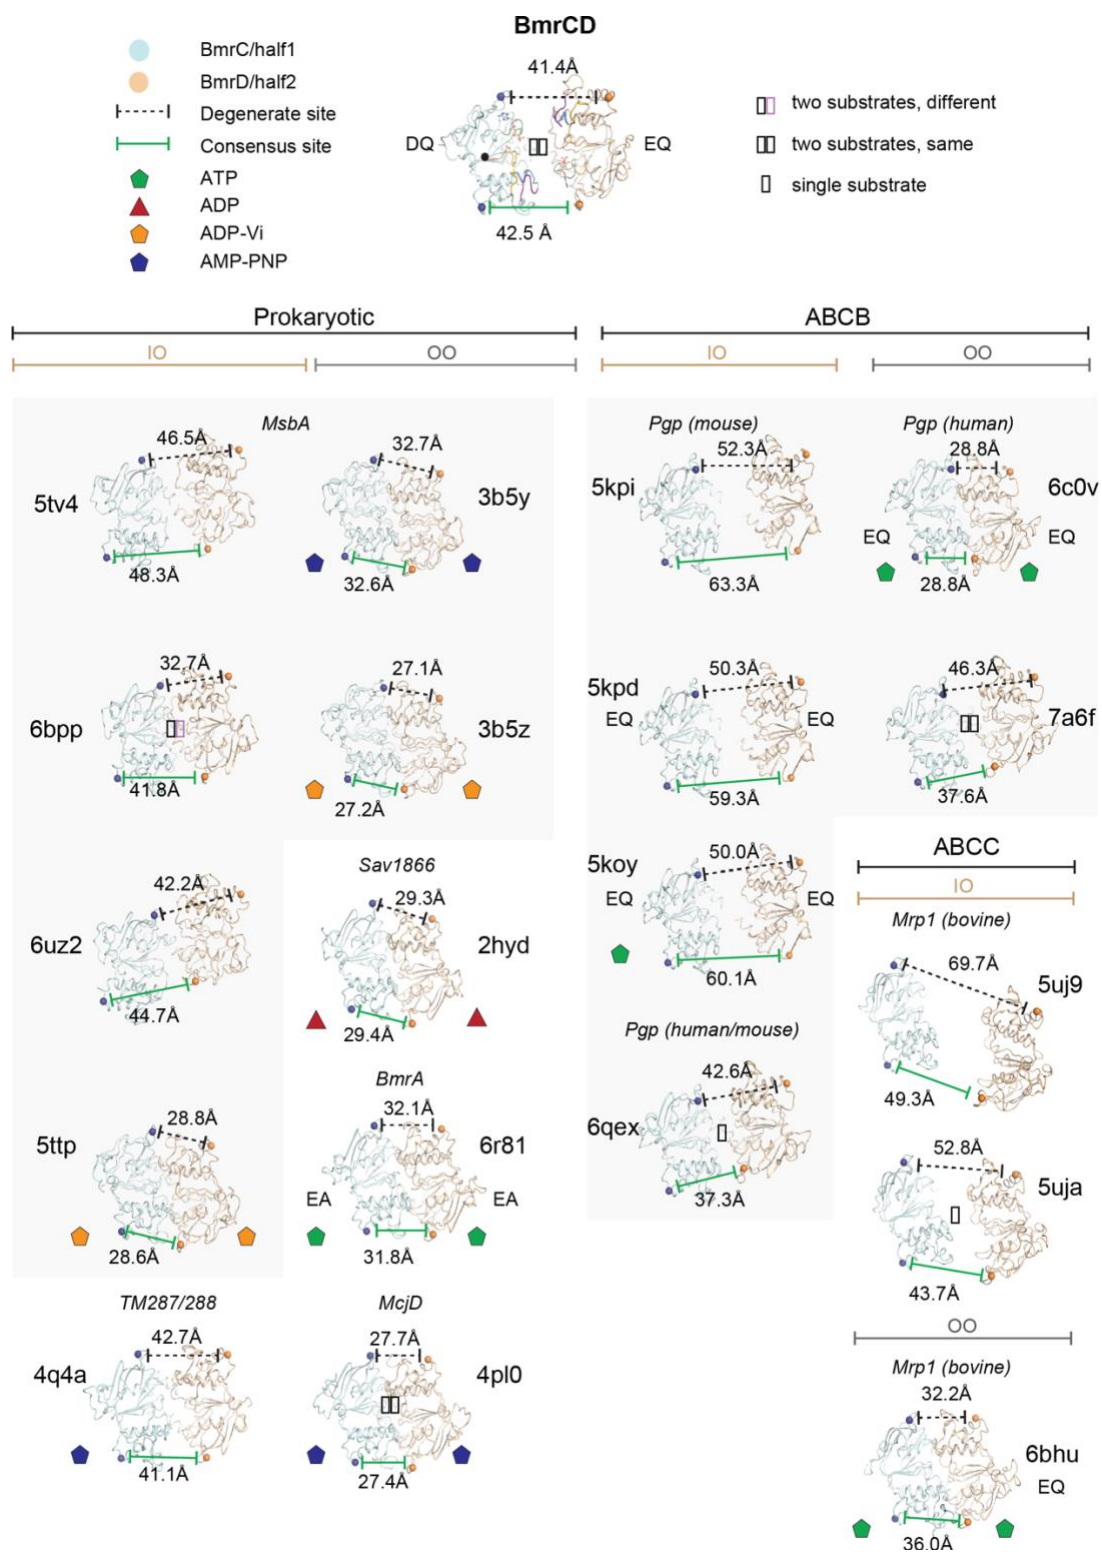 BmrCD
BmrC/half1
BmrD/half2
Degenerate site
Consensus site
ATP
ADP
ADP-Vi
AMP-PNP
41.4Å
DQ
EQ
42.5 Å
two substrates, different
two substrates, same
single substrate
Prokaryotic
IO
OO
MsbA
46.5Å
5tv4
48.3Å
32.7Å
3b5y
32.6Å
32.7Å
6bpp
41.8Å
27.1Å
3b5z
27.2Å
42.2Å
6uz2
44.7Å
Sav1866
29.3Å
2hyd
29.4Å
28.8Å
5ttp
28.6Å
BmrA
32.1Å
6r81
EA
EA
31.8Å
TM287/288
42.7Å
4q4a
41.1Å
McjD
27.7Å
4pl0
27.4Å
ABCB
IO
OO
Pgp (mouse)
52.3Å
5kpi
63.3Å
Pgp (human)
28.8Å
6c0v
EQ
EQ
28.8Å
50.3Å
5kpd
EQ
EQ
59.3Å
46.3Å
7a6f
37.6Å
50.0Å
5koy
EQ
EQ
60.1Å
Pgp (human/mouse)
42.6Å
6qex
37.3Å
ABCC
IO
Mrp1 (bovine)
69.7Å
5uj9
49.3Å
52.8Å
5uja
43.7Å
OO
Mrp1 (bovine)
32.2Å
6bhu
EQ
36.0Å